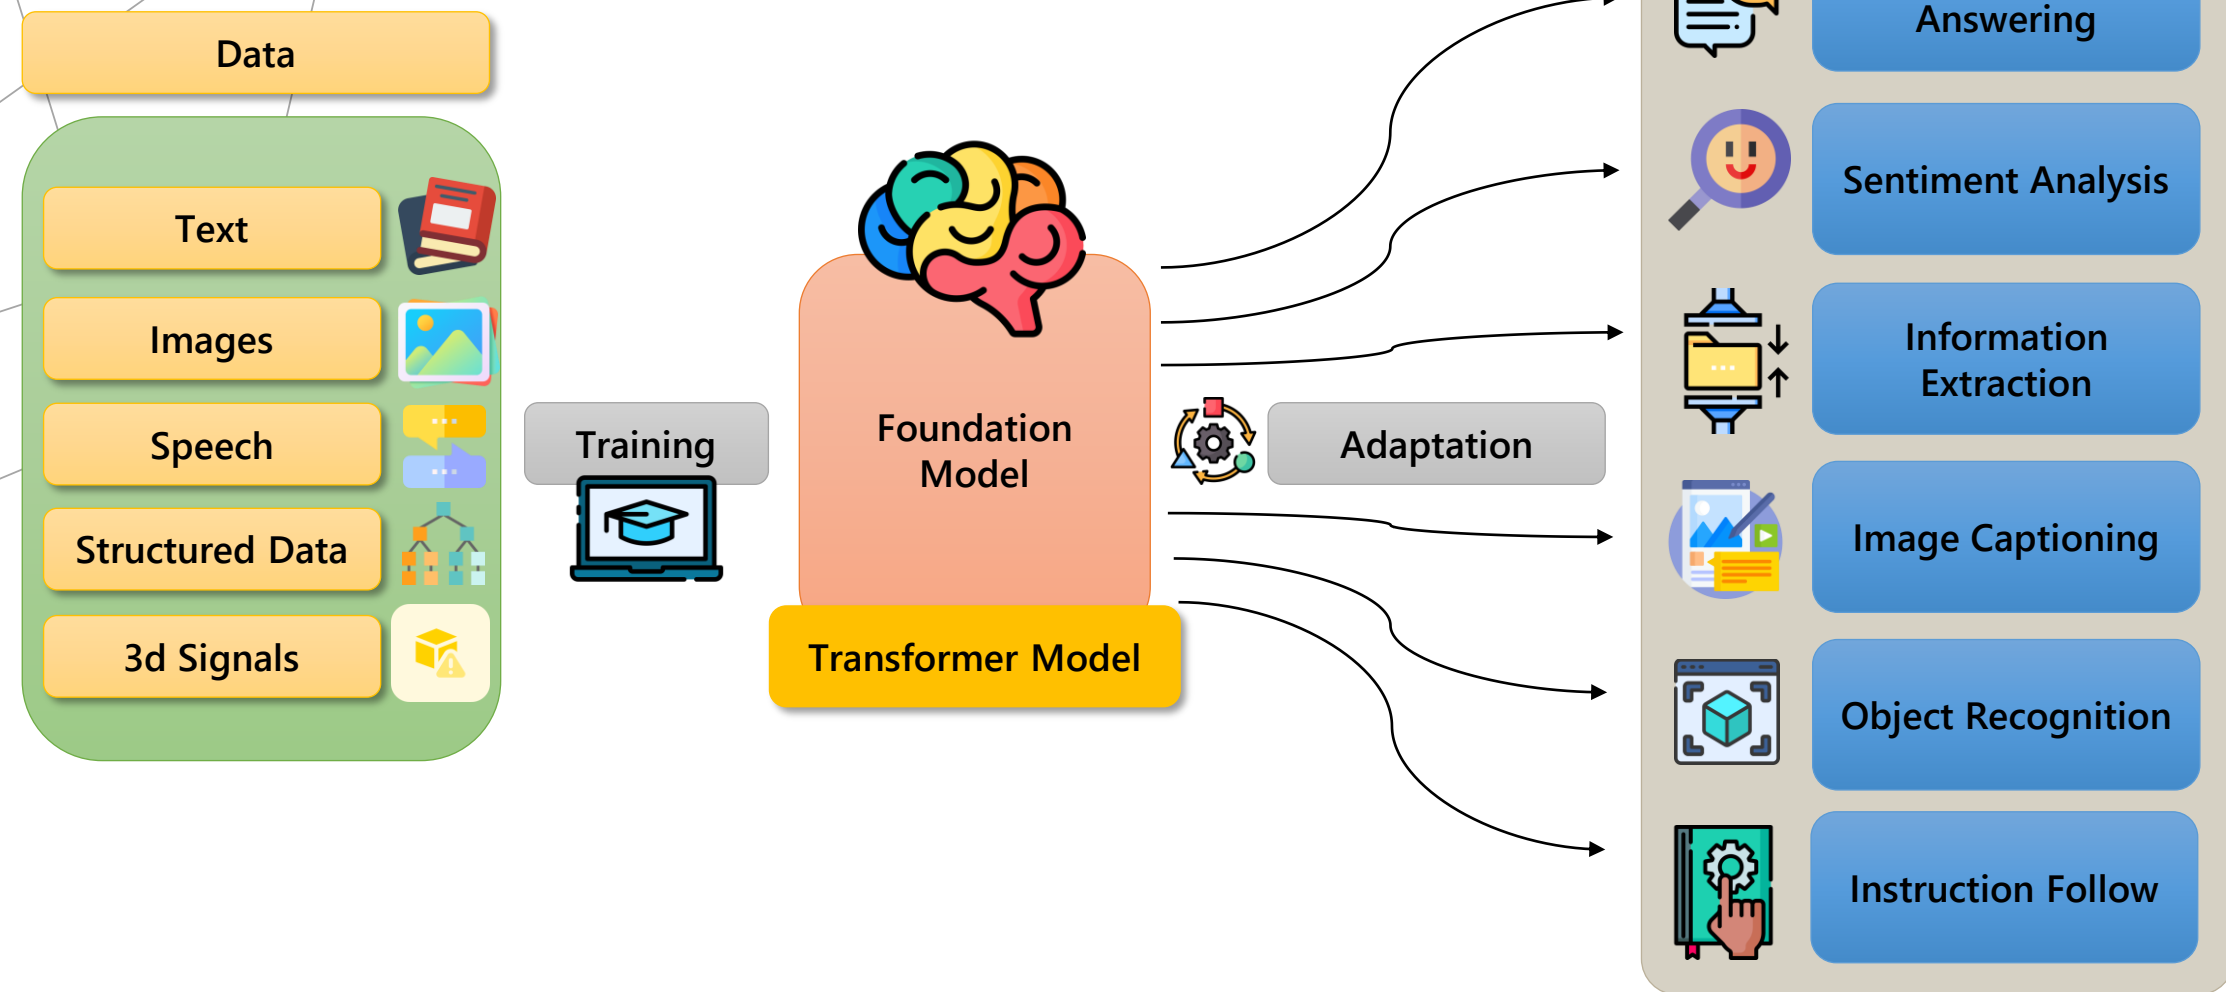 Data
Text
Images
Speech
Structured Data
3d Signals
Training
Foundation
Model
Transformer Model
Adaptation
Answering
Sentiment Analysis
Information
Extraction
Image Captioning
Object Recognition
Instruction Follow